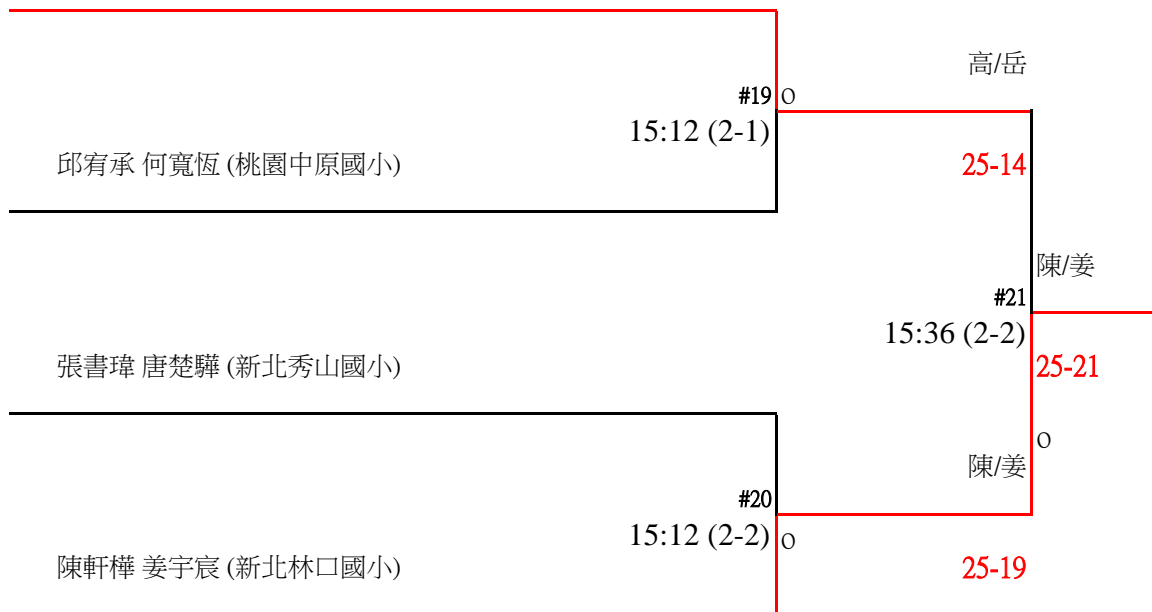 高/岳
#19 O
15:12 (2-1)
邱宥承 何寬恆 (桃園中原國小)
25-14
陳/姜
#21
15:36 (2-2)
張書瑋 唐楚驊 (新北秀山國小)
25-21
O
陳/姜
#20
15:12 (2-2) O
陳軒樺 姜宇宸 (新北林口國小)
25-19